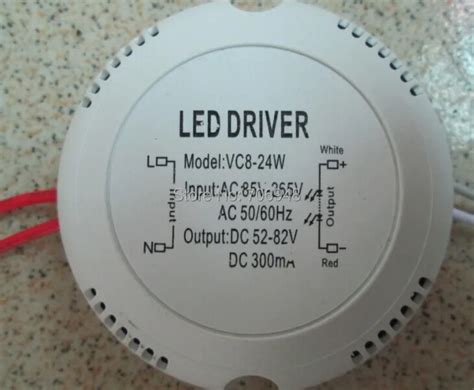 LED DRIVER
White
L Model:VC8-24W +
Input Input:AC 85V-265V Output
AC 50/60Hz
N Output:DC 52-82V -
DC 300mA Red